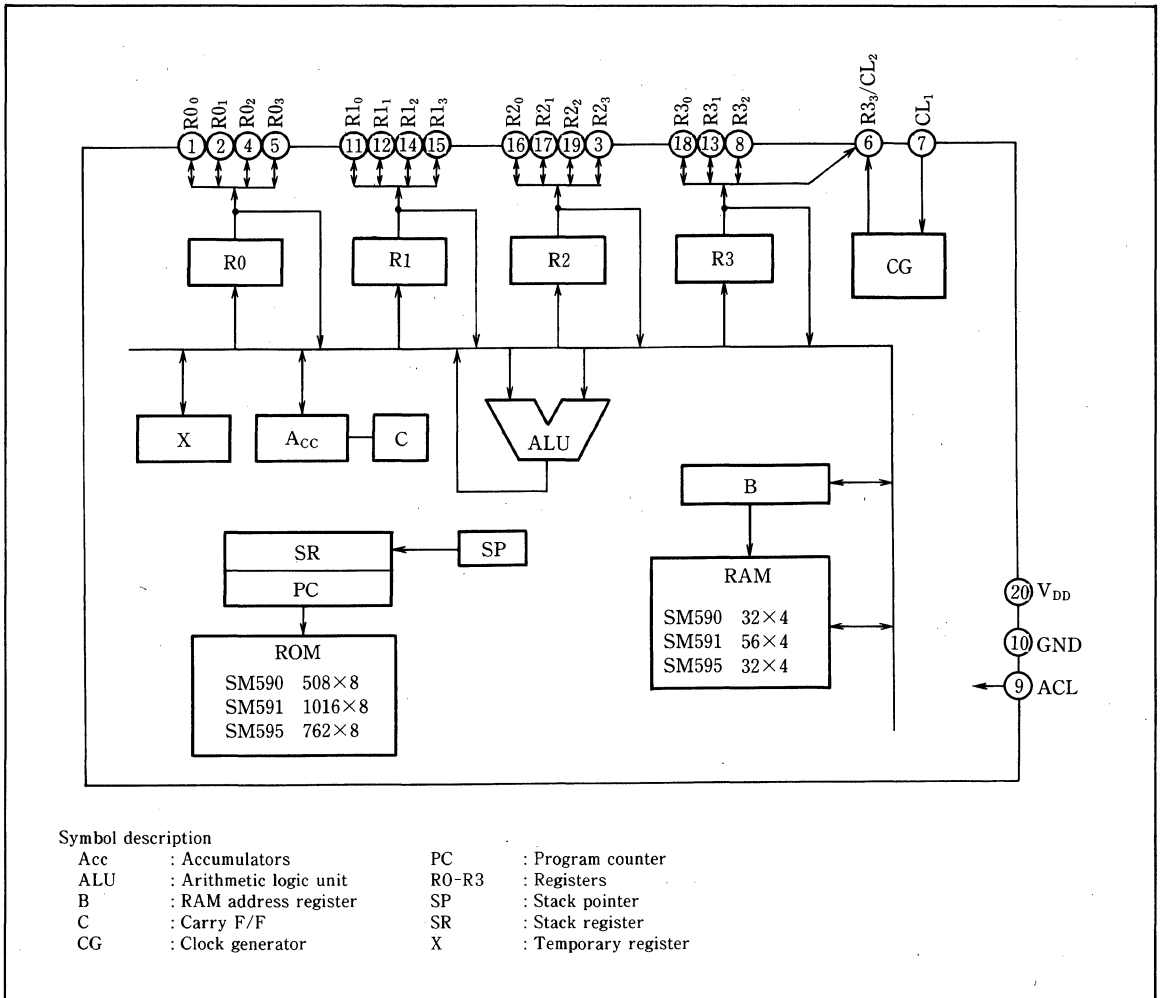 R0₀ R0₁ R0₂ R0₃ R1₀ R1₁ R1₂ R1₃ R2₀ R2₁ R2₂ R2₃ R3₀ R3₁ R3₂ R3₃/CL₂ CL₁
1 2 4 5 11 12 14 15 16 17 19 3 18 13 8 6 7
R0 R1 R2 R3 CG
X ACC C ALU
B
SR SP
PC
RAM
SM590 32×4
SM591 56×4
SM595 32×4
ROM
SM590 508×8
SM591 1016×8
SM595 762×8
20 VDD
10 GND
9 ACL
Symbol description
Acc : Accumulators
ALU : Arithmetic logic unit
B : RAM address register
C : Carry F/F
CG : Clock generator
PC : Program counter
R0-R3 : Registers
SP : Stack pointer
SR : Stack register
X : Temporary register